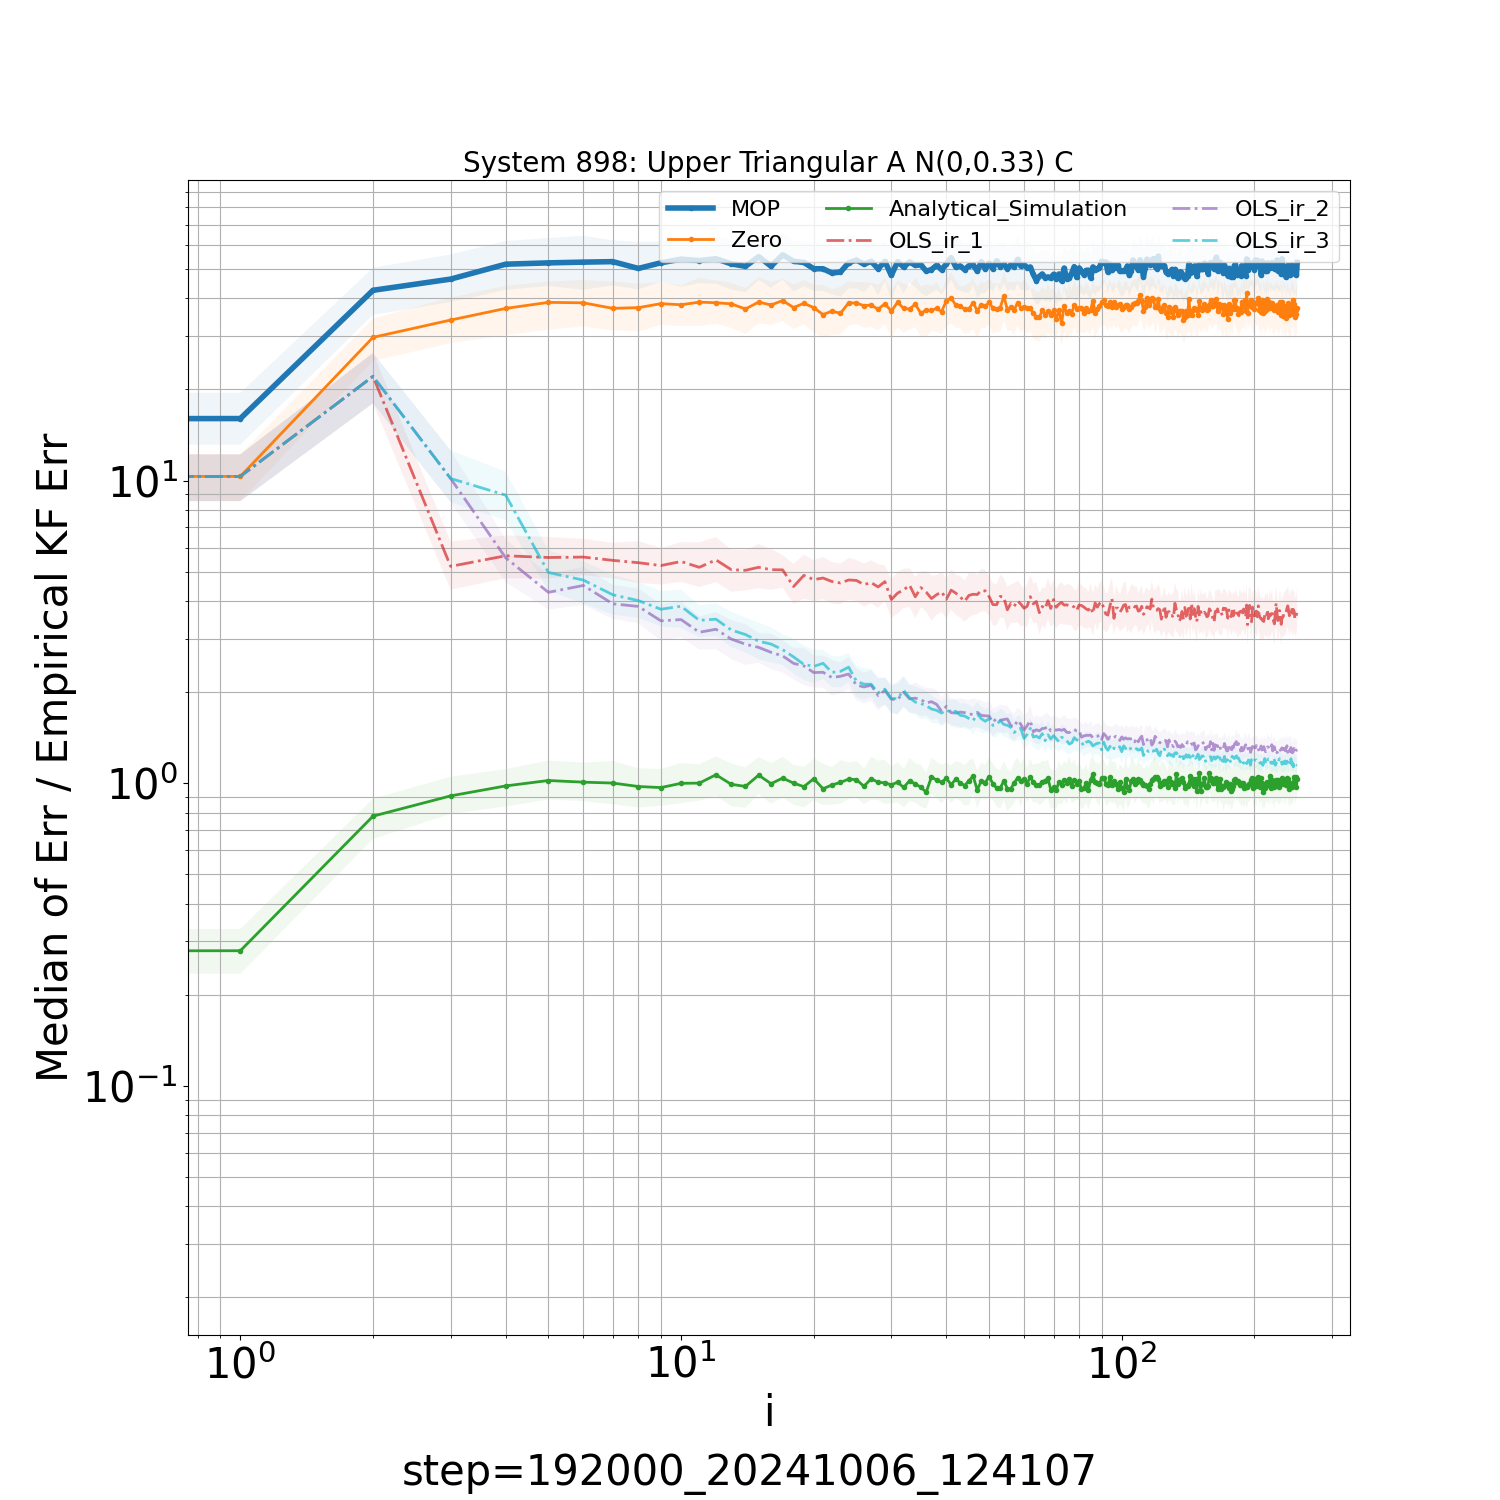 System 898: Upper Triangular A N(0,0.33) C
MOP
Zero
Analytical_Simulation
OLS_ir_1
OLS_ir_2
OLS_ir_3
Median of Err / Empirical KF Err
10¹
10⁰
10⁻¹
10⁰ 10¹ 10²
i
step=192000_20241006_124107